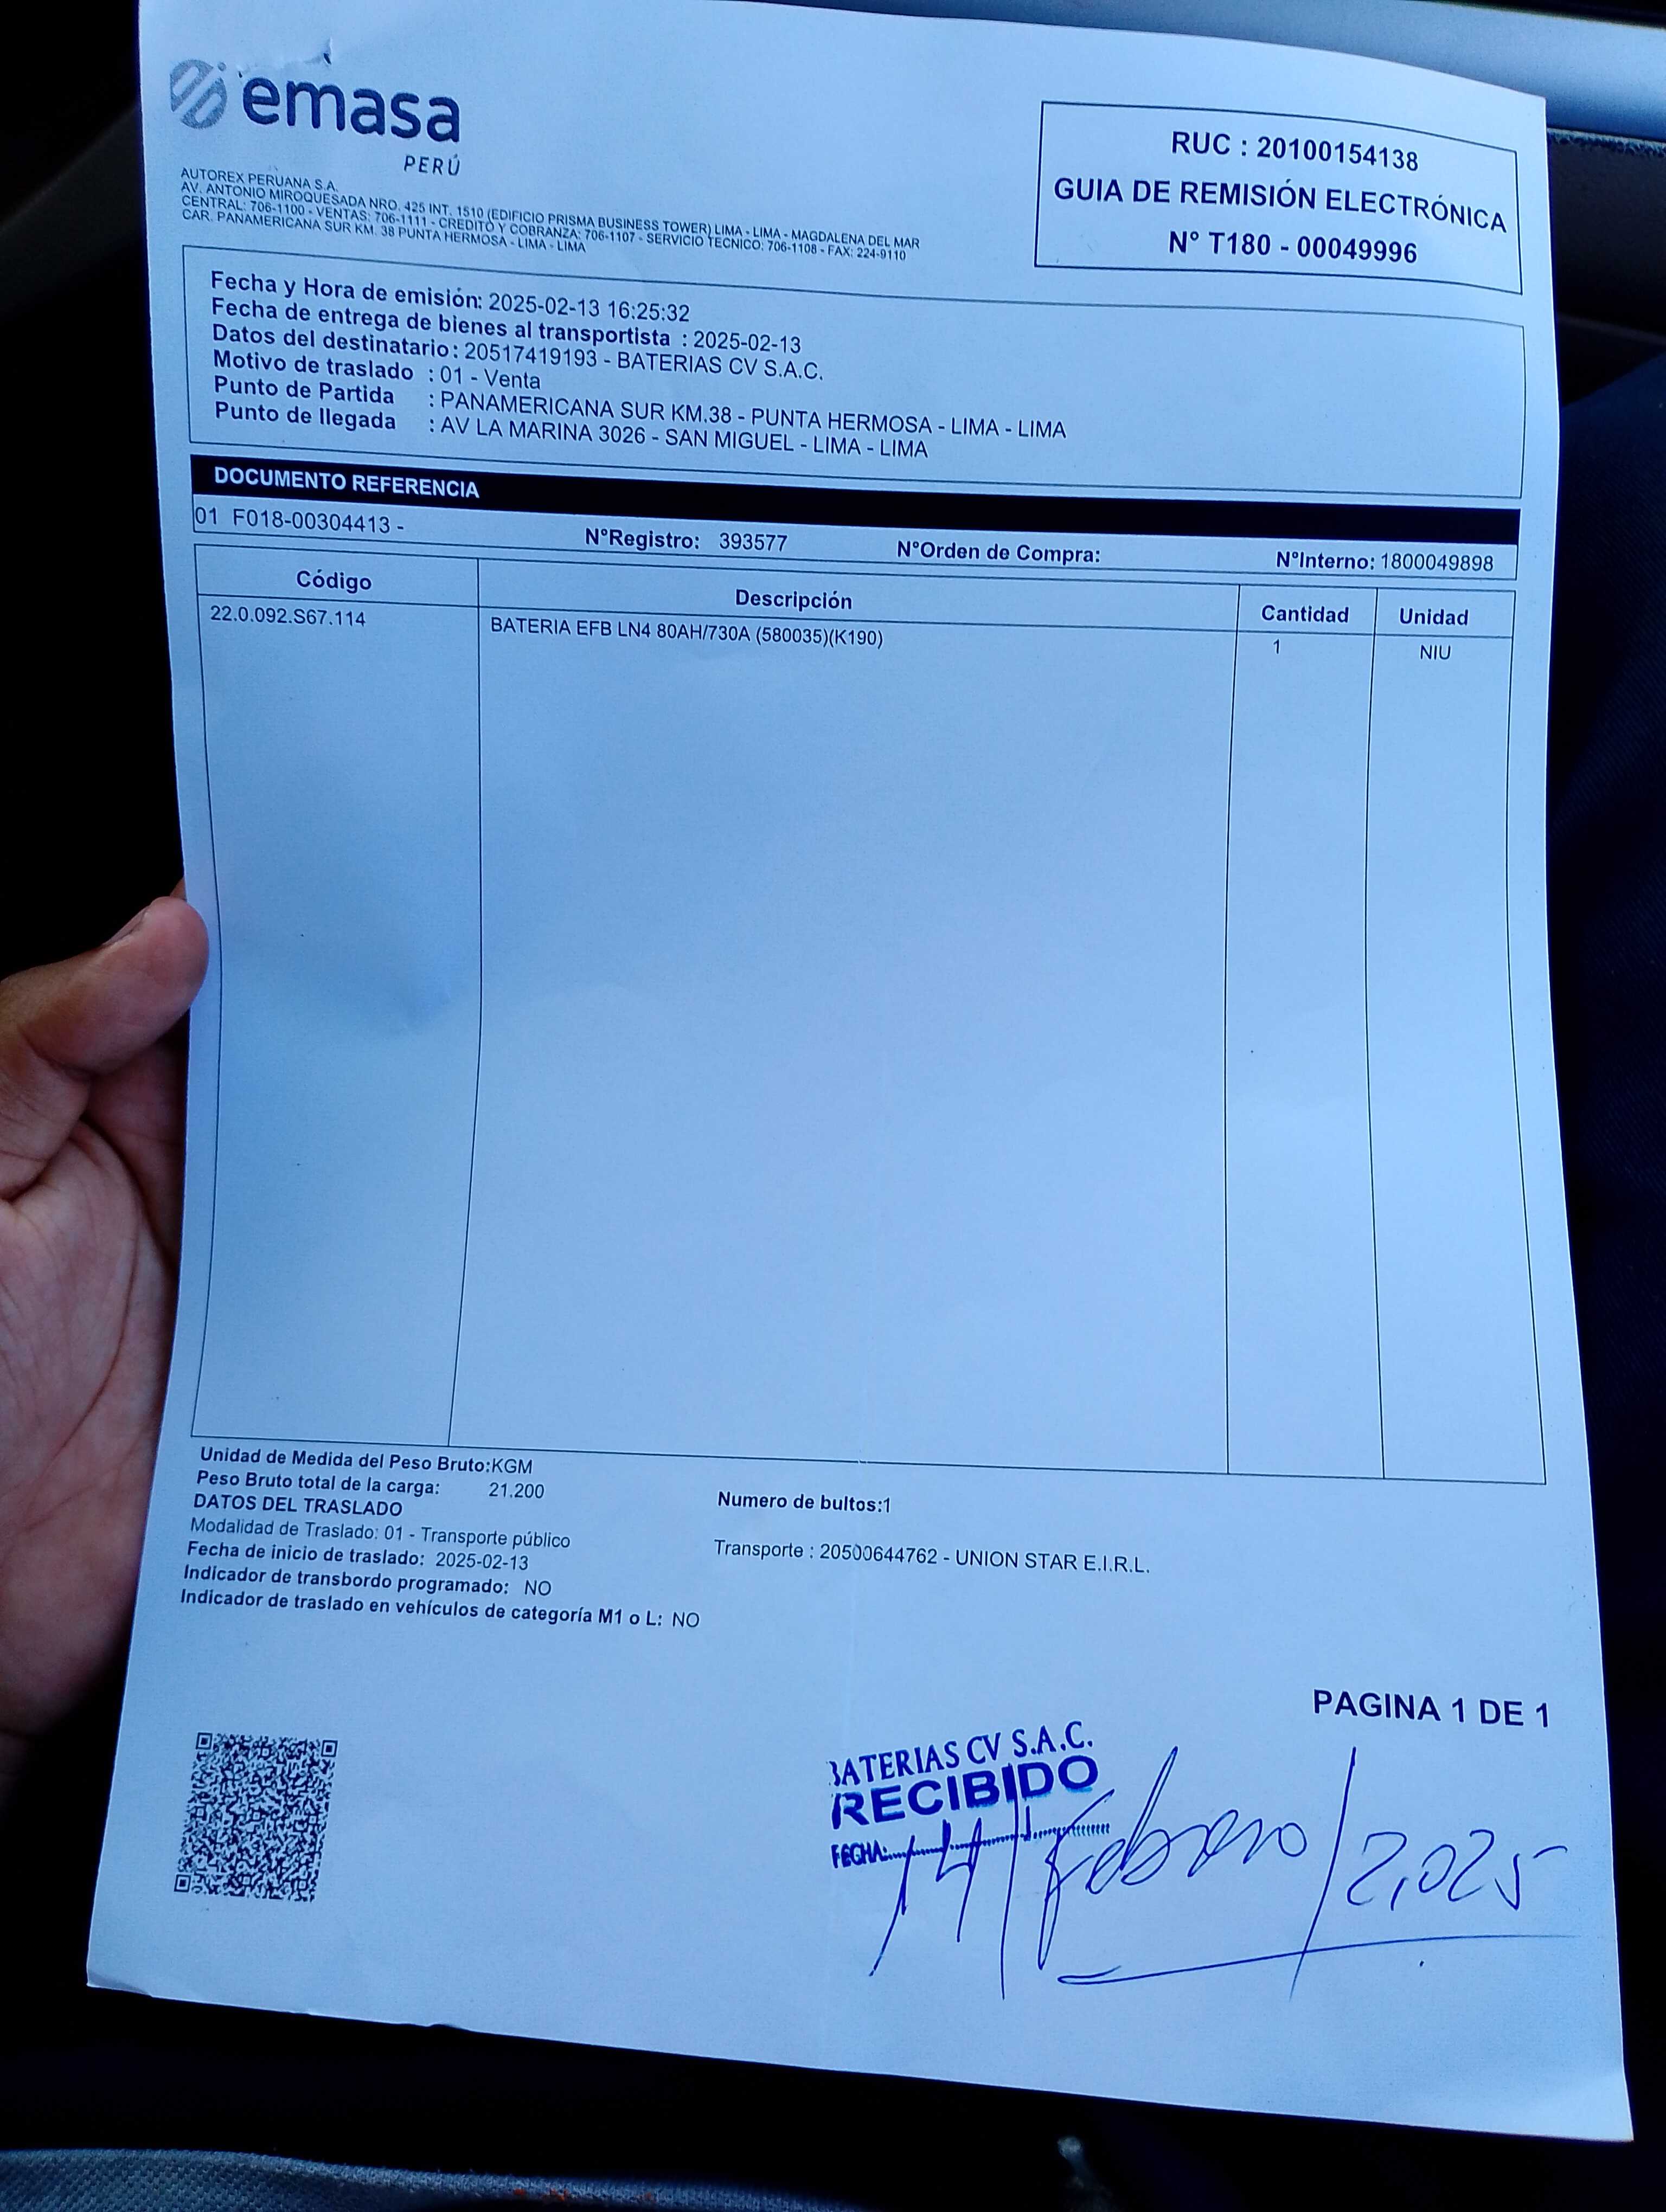 emasa
PERÚ
AUTOREX PERUANA S.A.
AV. ANTONIO MIROQUESADA NRO. 425 INT. 1510 (EDIFICIO PRISMA BUSINESS TOWER) LIMA - LIMA - MAGDALENA DEL MAR
CENTRAL: 706-1100 - VENTAS: 706-1111 - CREDITO Y COBRANZA: 706-1107 - SERVICIO TECNICO: 706-1108 - FAX: 224-9110
CAR. PANAMERICANA SUR KM. 38 PUNTA HERMOSA - LIMA - LIMA
RUC : 20100154138
GUIA DE REMISIÓN ELECTRÓNICA
N° T180 - 00049996
Fecha y Hora de emisión: 2025-02-13 16:25:32
Fecha de entrega de bienes al transportista : 2025-02-13
Datos del destinatario : 20517419193 - BATERIAS CV S.A.C.
Motivo de traslado : 01 - Venta
Punto de Partida : PANAMERICANA SUR KM.38 - PUNTA HERMOSA - LIMA - LIMA
Punto de llegada : AV LA MARINA 3026 - SAN MIGUEL - LIMA - LIMA
DOCUMENTO REFERENCIA
01 F018-00304413 - N°Registro: 393577 N°Orden de Compra: N°Interno: 1800049898
Código Descripción Cantidad Unidad
22.0.092.S67.114 BATERIA EFB LN4 80AH/730A (580035)(K190) 1 NIU
Unidad de Medida del Peso Bruto:KGM
Peso Bruto total de la carga: 21.200 Numero de bultos:1
DATOS DEL TRASLADO
Modalidad de Traslado: 01 - Transporte público Transporte : 20500644762 - UNION STAR E.I.R.L.
Fecha de inicio de traslado: 2025-02-13
Indicador de transbordo programado: NO
Indicador de traslado en vehículos de categoría M1 o L: NO
PAGINA 1 DE 1
BATERIAS CV S.A.C.
RECIBIDO
FECHA: 14/Febrero/2,025